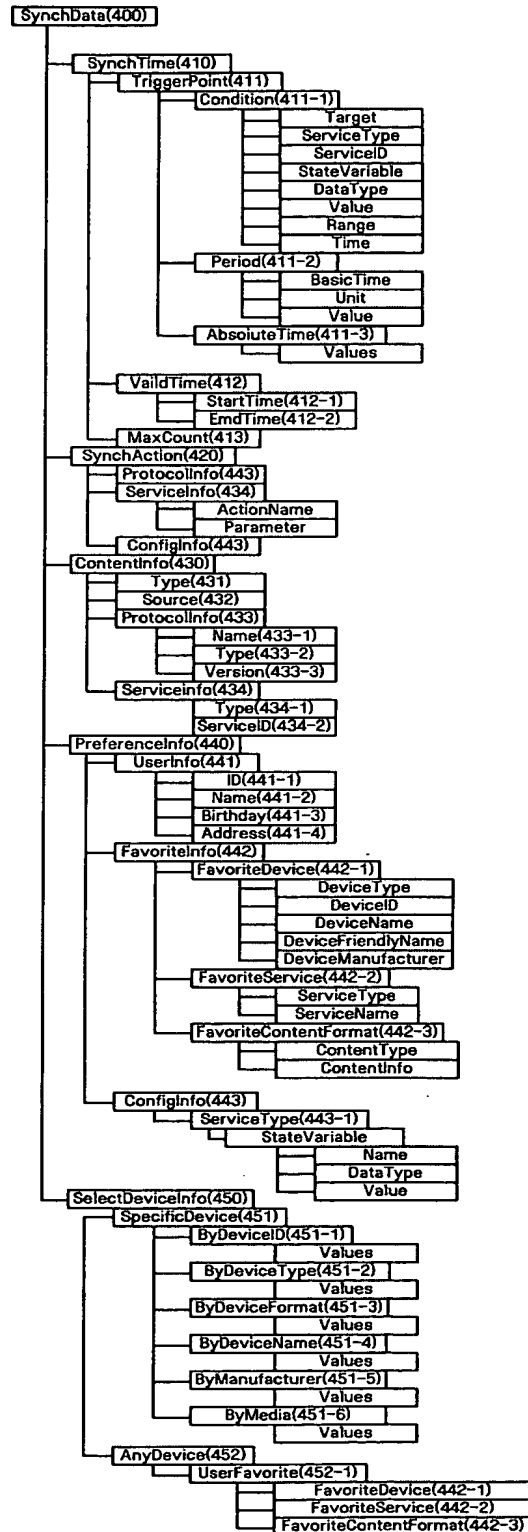 SynchData(400)
SynchTime(410)
TriggerPoint(411)
Condition(411-1)
Target
ServiceType
ServiceID
StateVariable
DataType
Value
Range
Time
Period(411-2)
BasicTime
Unit
Value
AbsoiuteTime(411-3)
Values
VaildTime(412)
StartTime(412-1)
EmdTime(412-2)
MaxCount(413)
SynchAction(420)
ProtocolInfo(443)
ServiceInfo(434)
ActionName
Parameter
ConfigInfo(443)
ContentInfo(430)
Type(431)
Source(432)
ProtocolInfo(433)
Name(433-1)
Type(433-2)
Version(433-3)
Serviceinfo(434)
Type(434-1)
ServiceID(434-2)
PreferenceInfo(440)
UserInfo(441)
ID(441-1)
Name(441-2)
Birthday(441-3)
Address(441-4)
FavoriteInfo(442)
FavoriteDevice(442-1)
DeviceType
DeviceID
DeviceName
DeviceFriendlyName
DeviceManufacturer
FavoriteService(442-2)
ServiceType
ServiceName
FavoriteContentFormat(442-3)
ContentType
ContentInfo
ConfigInfo(443)
ServiceType(443-1)
StateVariable
Name
DataType
Value
SelectDeviceInfo(450)
SpecificDevice(451)
ByDeviceID(451-1)
Values
ByDeviceType(451-2)
Values
ByDeviceFormat(451-3)
Values
ByDeviceName(451-4)
Values
ByManufacturer(451-5)
Values
ByMedia(451-6)
Values
AnyDevice(452)
UserFavorite(452-1)
FavoriteDevice(442-1)
FavoriteService(442-2)
FavoriteContentFormat(442-3)